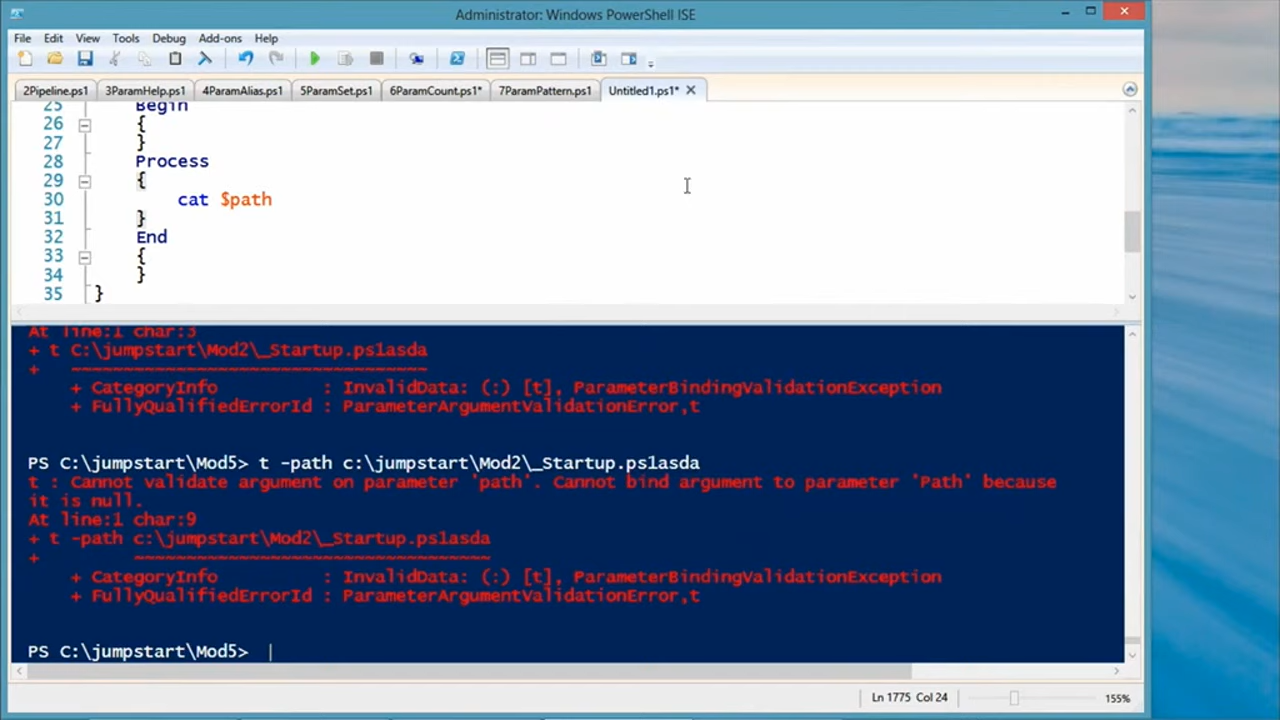 Administrator: Windows PowerShell ISE
File Edit View Tools Debug Add-ons Help
2Pipeline.ps1 3ParamHelp.ps1 4ParamAlias.ps1 5ParamSet.ps1 6ParamCount.ps1* 7ParamPattern.ps1 Untitled1.ps1* X
25 Begin
26 {
27 }
28 Process
29 {
30 cat $path
31 }
32 End
33 {
34 }
35 }
At line:1 char:3
+ t C:\jumpstart\Mod2\_Startup.ps1asda
+ ~~~~~~~~~~~~~~~~~~~~~~~~~~~~~~~~~~
+ CategoryInfo : InvalidData: (:) [t], ParameterBindingValidationException
+ FullyQualifiedErrorId : ParameterArgumentValidationError,t
PS C:\jumpstart\Mod5> t -path c:\jumpstart\Mod2\_Startup.ps1asda
t : Cannot validate argument on parameter 'path'. Cannot bind argument to parameter 'Path' because
it is null.
At line:1 char:9
+ t -path c:\jumpstart\Mod2\_Startup.ps1asda
+ ~~~~~~~~~~~~~~~~~~~~~~~~~~~~~~~~~~
+ CategoryInfo : InvalidData: (:) [t], ParameterBindingValidationException
+ FullyQualifiedErrorId : ParameterArgumentValidationError,t
PS C:\jumpstart\Mod5>
Ln 1775 Col 24 155%